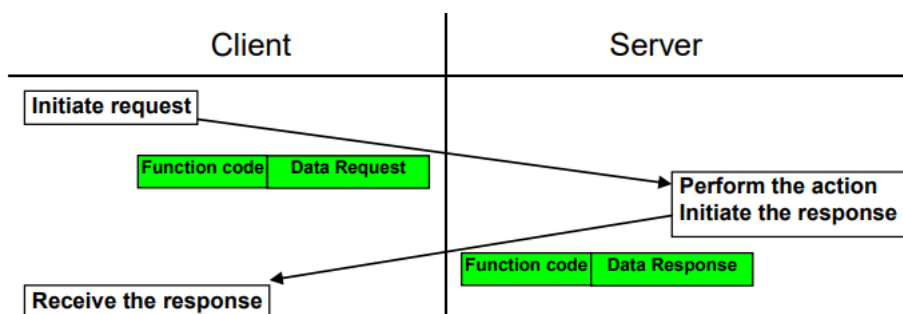 Client
Server
Initiate request
Function code Data Request
Perform the action
Initiate the response
Function code Data Response
Receive the response